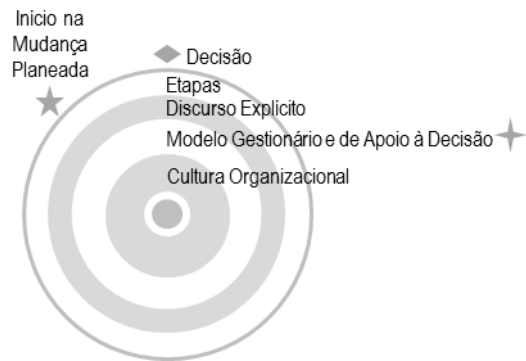 Início na
Mudança
Planeada
Decisão
Etapas
Discurso Explícito
Modelo Gestionário e de Apoio à Decisão
Cultura Organizacional